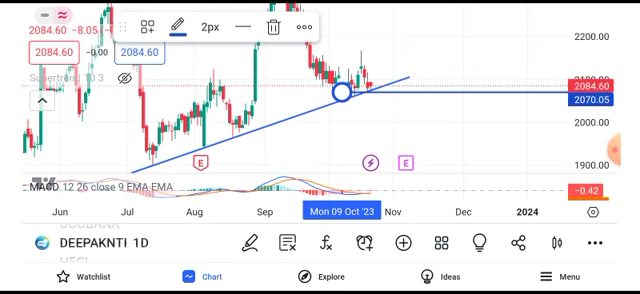 2084.60 -8.05
2px
2200.00
2084.60 -0.00 2084.60
Supertrend 10 3
2084.60
2070.05
2000.00
E
E
1900.00
MACD 12 26 close 9 EMA EMA
-0.42
Jun Jul Aug Sep Mon 09 Oct '23 Nov Dec 2024
DEEPAKNTI 1D
Watchlist Chart Explore Ideas Menu